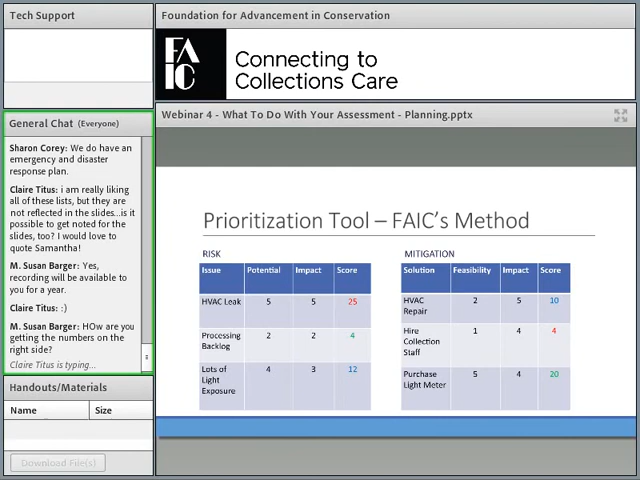 Tech Support
Foundation for Advancement in Conservation
FA
IC
Connecting to
Collections Care
General Chat (Everyone)
Sharon Corey: We do have an
emergency and disaster
response plan.
Claire Titus: i am really liking
all of these lists, but they are
not reflected in the slides...is it
possible to get noted for the
slides, too? I would love to
quote Samantha!
M. Susan Barger: Yes,
recording will be available to
you for a year.
Claire Titus: :)
M. Susan Barger: HOw are you
getting the numbers on the
right side?
Claire Titus is typing...
Handouts/Materials
Name Size
Download File(s)
Webinar 4 - What To Do With Your Assessment - Planning.pptx
Prioritization Tool – FAIC's Method
RISK
Issue Potential Impact Score
HVAC Leak 5 5 25
Processing 2 2 4
Backlog
Lots of 4 3 12
Light
Exposure
MITIGATION
Solution Feasibility Impact Score
HVAC 2 5 10
Repair
Hire 1 4 4
Collection
Staff
Purchase 5 4 20
Light Meter